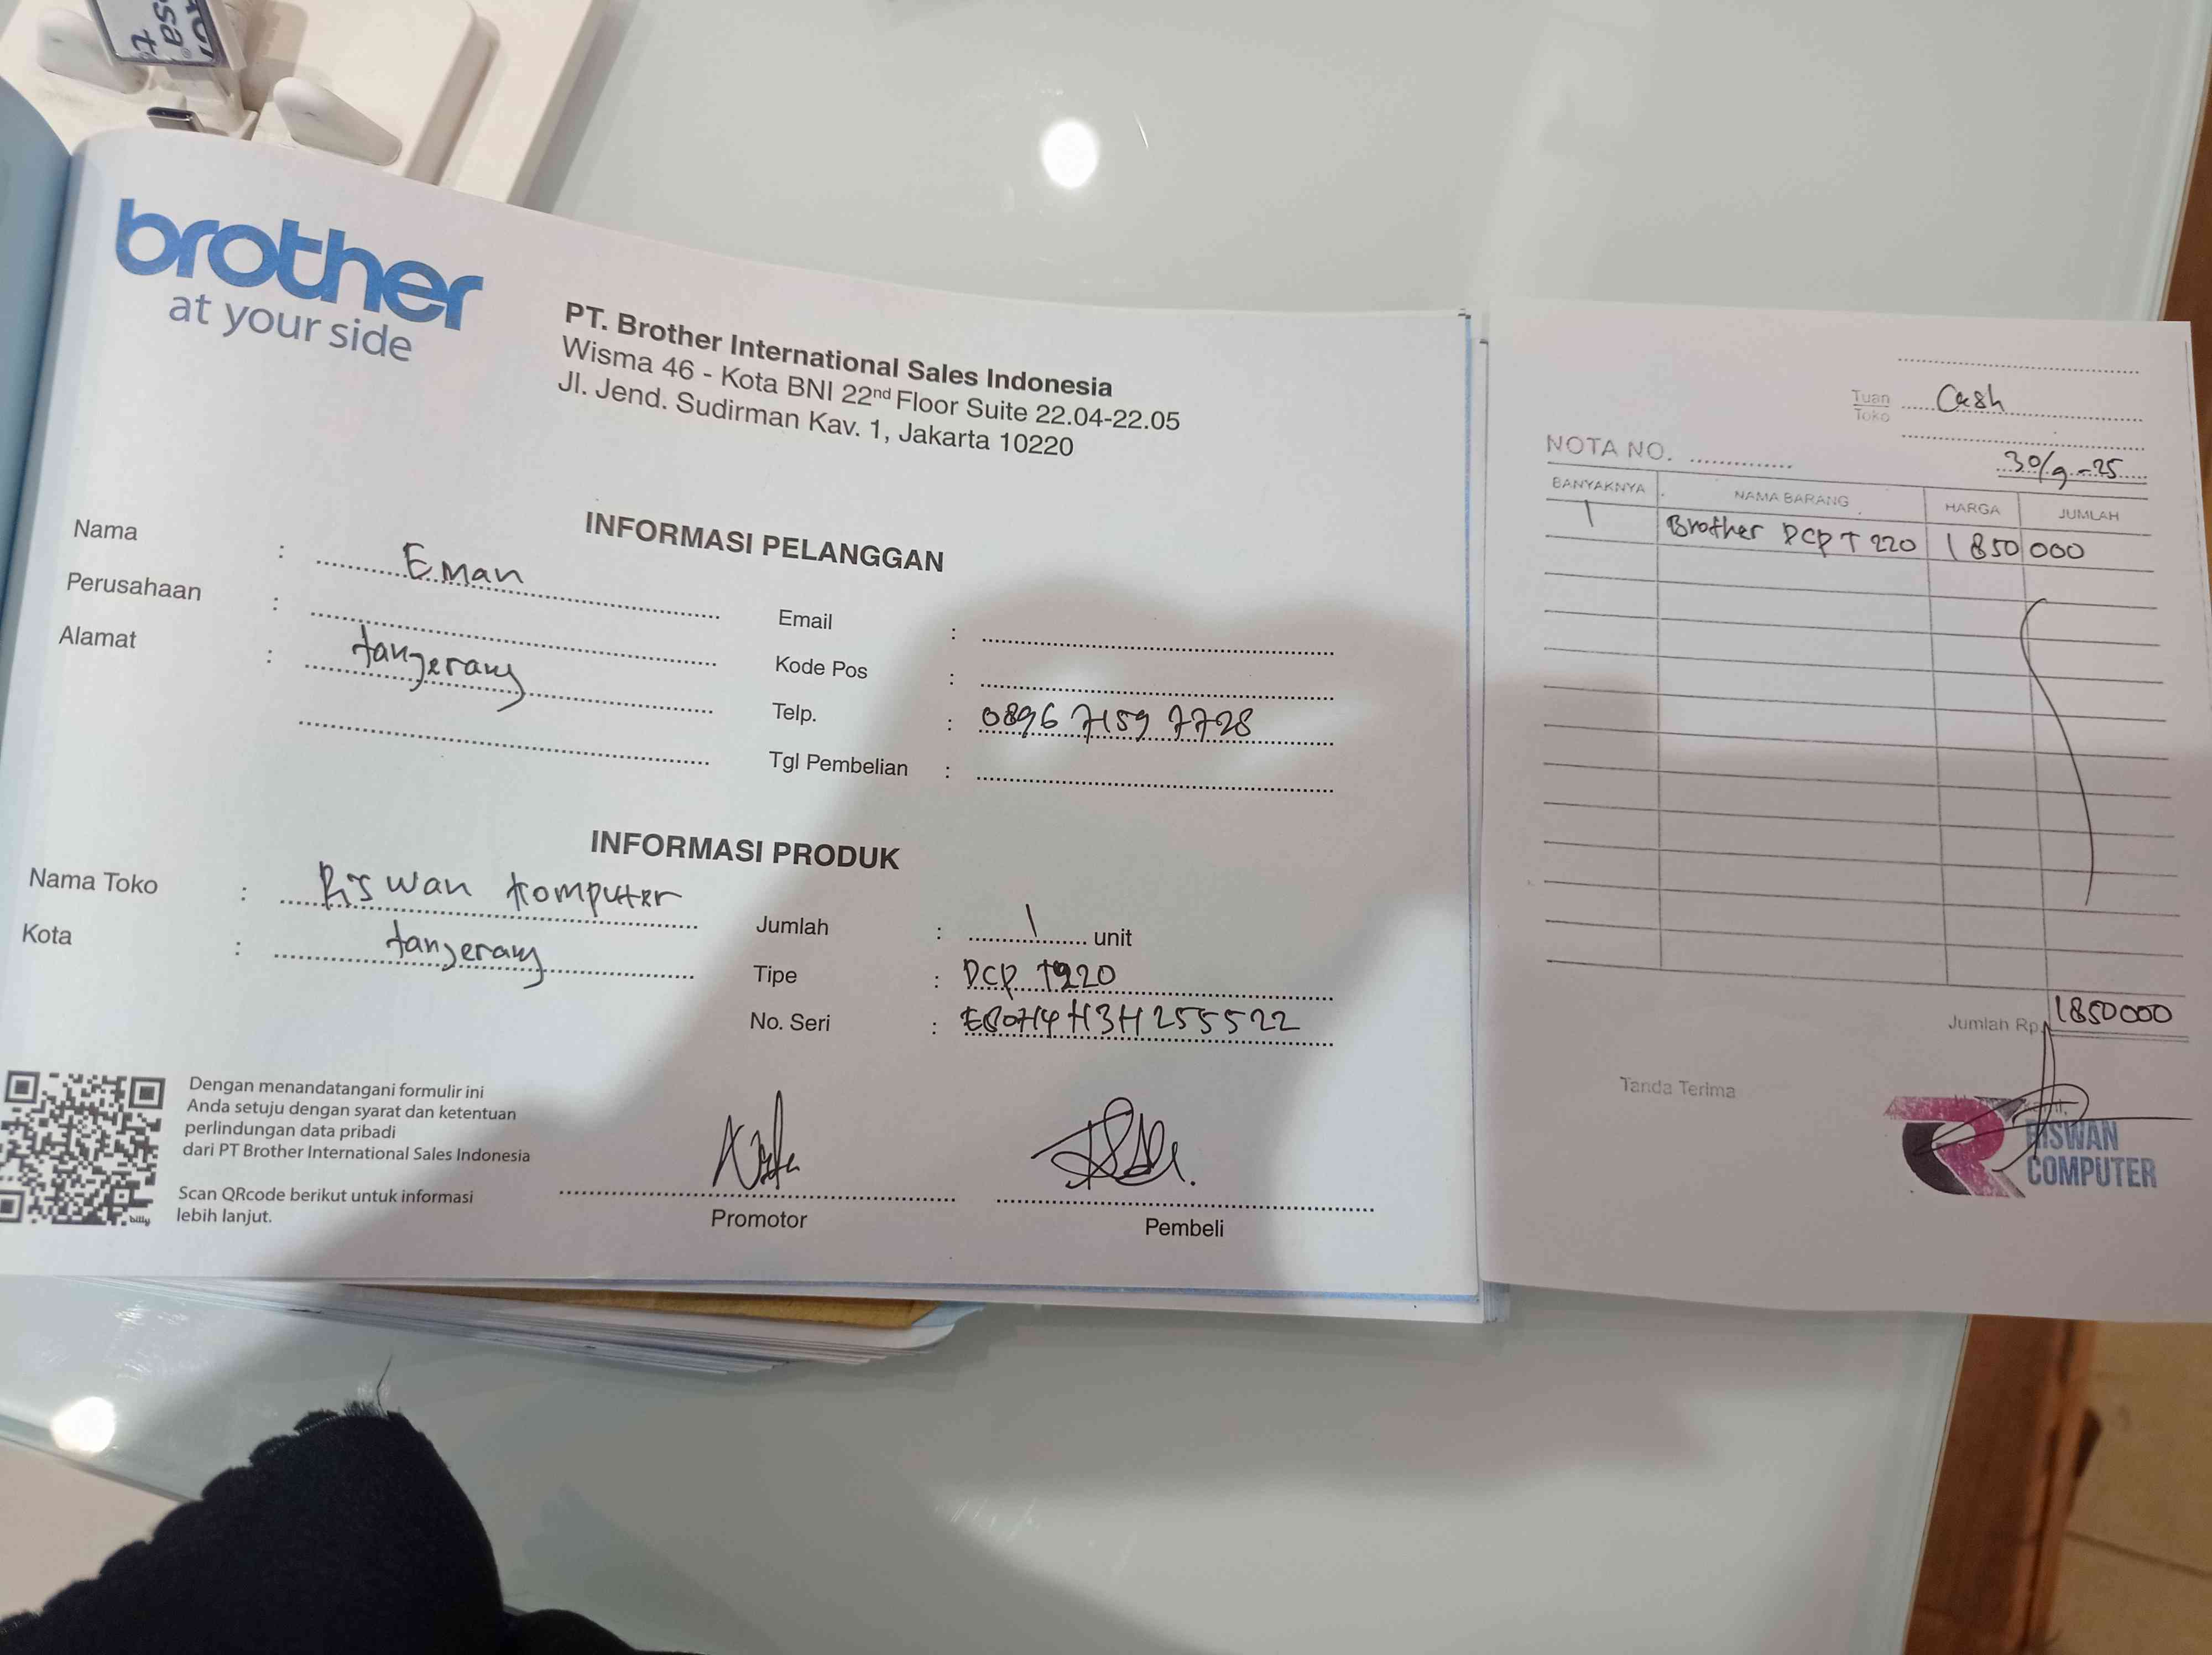 brother
at your side
PT. Brother International Sales Indonesia
Wisma 46 - Kota BNI 22nd Floor Suite 22.04-22.05
Jl. Jend. Sudirman Kav. 1, Jakarta 10220
INFORMASI PELANGGAN
Nama : Eman
Perusahaan :
Alamat : tangerang
Email :
Kode Pos :
Telp. : 0896 7159 7728
Tgl Pembelian :
INFORMASI PRODUK
Nama Toko : Riswan Komputer
Kota : tangerang
Jumlah : 1 unit
Tipe : DCP T220
No. Seri :
Dengan menandatangani formulir ini
Anda setuju dengan syarat dan ketentuan
perlindungan data pribadi
dari PT Brother International Sales Indonesia
Scan QRcode berikut untuk informasi
lebih lanjut.
billy
Promotor
Pembeli
Tuan
Toko Cash
NOTA NO.
30/9-25
BANYAKNYA NAMA BARANG HARGA JUMLAH
1 Brother DCP T 220 1 850 000
Jumlah Rp. 1850000
Tanda Terima
RISWAN
COMPUTER